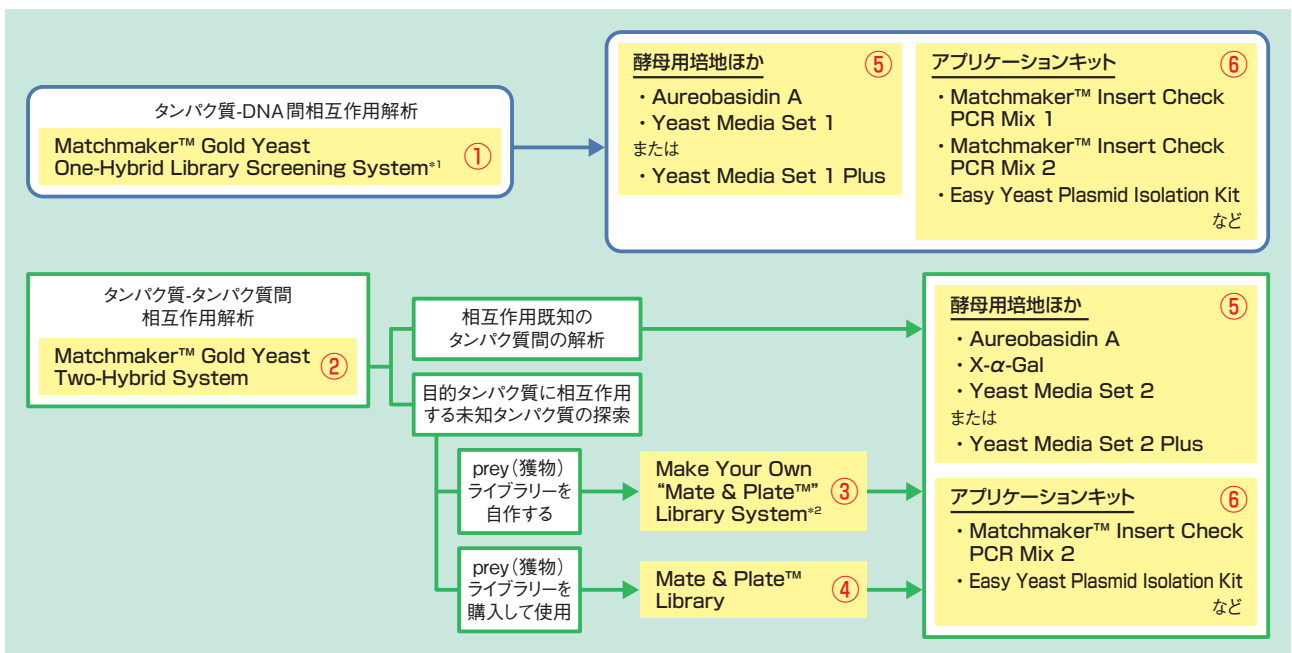 タンパク質-DNA間相互作用解析
Matchmaker™ Gold Yeast
One-Hybrid Library Screening System*1
①
酵母用培地ほか
⑤
・Aureobasidin A
・Yeast Media Set 1
または
・Yeast Media Set 1 Plus
アプリケーションキット
⑥
・Matchmaker™ Insert Check
PCR Mix 1
・Matchmaker™ Insert Check
PCR Mix 2
・Easy Yeast Plasmid Isolation Kit
など
タンパク質-タンパク質間
相互作用解析
Matchmaker™ Gold Yeast
Two-Hybrid System
②
相互作用既知の
タンパク質間の解析
目的タンパク質に相互作用
する未知タンパク質の探索
prey（獲物）
ライブラリーを
自作する
Make Your Own
“Mate & Plate™”
Library System*2
③
prey（獲物）
ライブラリーを
購入して使用
Mate & Plate™
Library
④
酵母用培地ほか
⑤
・Aureobasidin A
・X-α-Gal
・Yeast Media Set 2
または
・Yeast Media Set 2 Plus
アプリケーションキット
⑥
・Matchmaker™ Insert Check
PCR Mix 2
・Easy Yeast Plasmid Isolation Kit
など